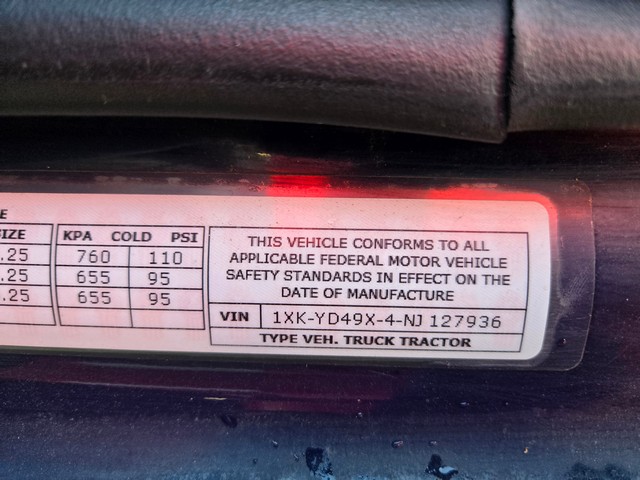 E
IZE
KPA COLD PSI
.25 760 110
.25 655 95
.25 655 95
THIS VEHICLE CONFORMS TO ALL
APPLICABLE FEDERAL MOTOR VEHICLE
SAFETY STANDARDS IN EFFECT ON THE
DATE OF MANUFACTURE
VIN 1XK-YD49X-4-NJ 127936
TYPE VEH. TRUCK TRACTOR